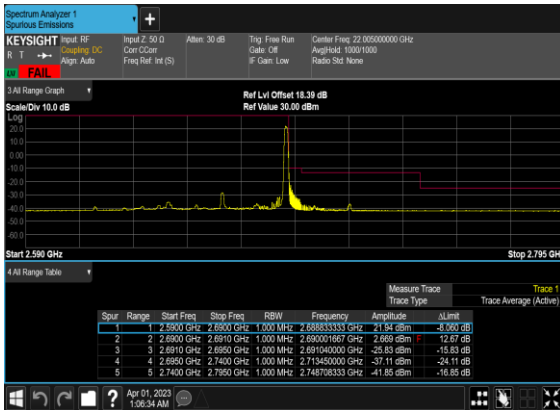 Spectrum Analyzer 1
Spurious Emissions
+
KEYSIGHT
R T
LV FAIL
Input: RF
Coupling: DC
Align: Auto
Input Z: 50 Ω
Corr CCorr
Freq Ref: Int (S)
Atten: 30 dB
Trig: Free Run
Gate: Off
IF Gain: Low
Center Freq: 22.005000000 GHz
Avg|Hold: 1000/1000
Radio Std: None
3 All Range Graph
Scale/Div 10.0 dB
Ref Lvl Offset 18.39 dB
Ref Value 30.00 dBm
Log
20.0
10.0
0.00
-10.0
-20.0
-30.0
-40.0
-50.0
-60.0
Start 2.590 GHz
Stop 2.795 GH
4 All Range Table
Measure Trace Trace 1
Trace Type Trace Average (Active)
Spur Range Start Freq Stop Freq RBW Frequency Amplitude ΔLimit
1 1 2.5900 GHz 2.6900 GHz 1.000 MHz 2.688833333 GHz 21.94 dBm -8.060 dB
2 2 2.6900 GHz 2.6910 GHz 1.000 MHz 2.690001667 GHz 2.669 dBm F 12.67 dB
3 3 2.6910 GHz 2.6950 GHz 1.000 MHz 2.691040000 GHz -25.83 dBm -15.83 dB
4 4 2.6950 GHz 2.7400 GHz 1.000 MHz 2.713450000 GHz -37.11 dBm -24.11 dB
5 5 2.7400 GHz 2.7950 GHz 1.000 MHz 2.748708333 GHz -41.85 dBm -16.85 dB
?
Apr 01, 2023
1:06:34 AM